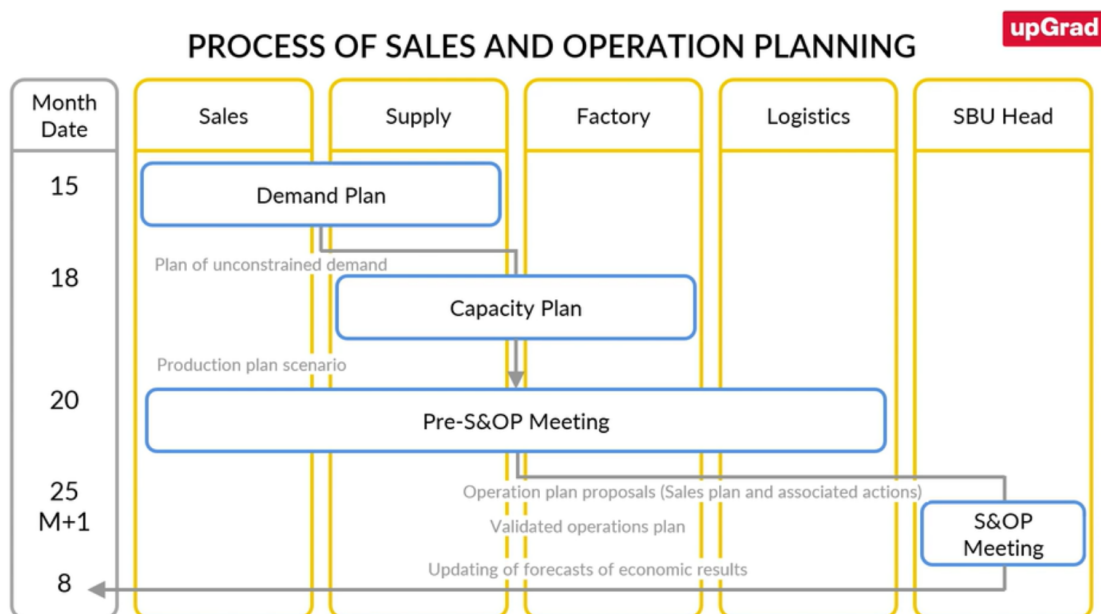 upGrad
PROCESS OF SALES AND OPERATION PLANNING
Month
Date
Sales
Supply
Factory
Logistics
SBU Head
15
Demand Plan
Plan of unconstrained demand
18
Capacity Plan
Production plan scenario
20
Pre-S&OP Meeting
25
M+1
Operation plan proposals (Sales plan and associated actions)
Validated operations plan
S&OP
Meeting
Updating of forecasts of economic results
8